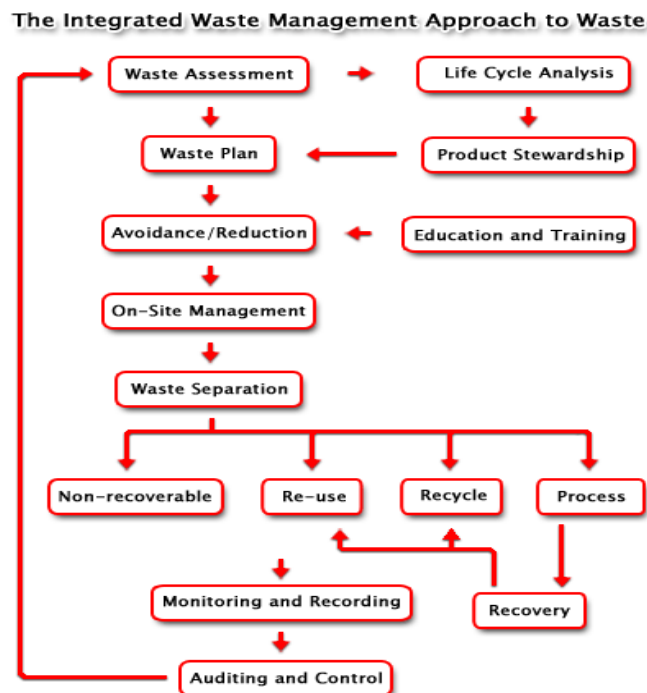 The Integrated Waste Management Approach to Waste
Waste Assessment
Life Cycle Analysis
Waste Plan
Product Stewardship
Avoidance/Reduction
Education and Training
On-Site Management
Waste Separation
Non-recoverable
Re-use
Recycle
Process
Monitoring and Recording
Recovery
Auditing and Control